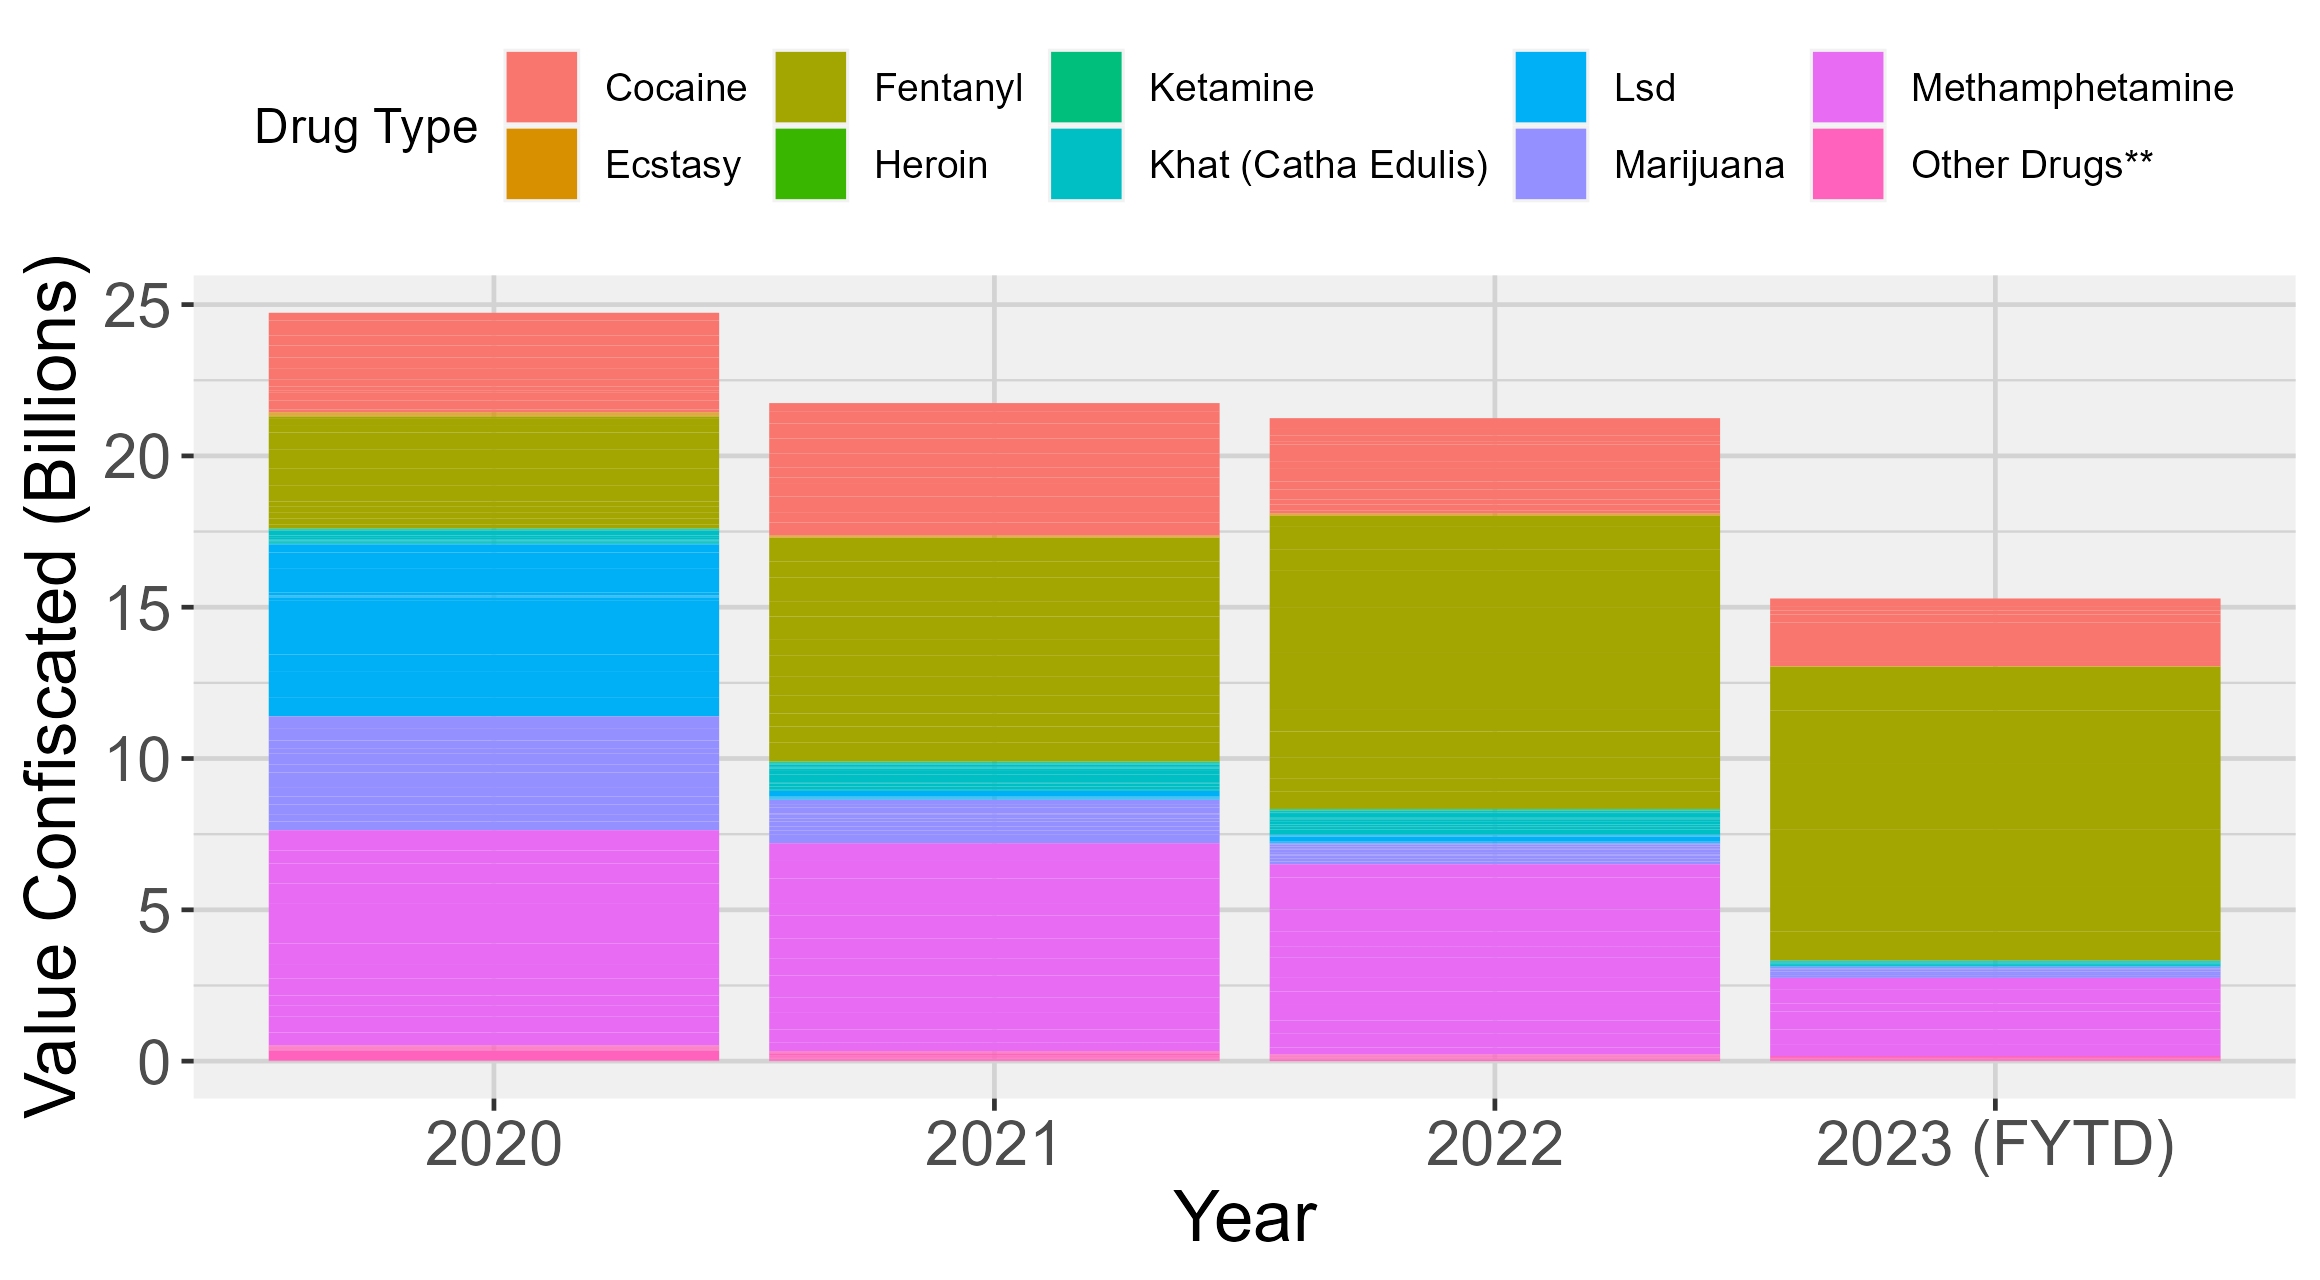 Drug Type
Cocaine Fentanyl Ketamine Lsd Methamphetamine
Ecstasy Heroin Khat (Catha Edulis) Marijuana Other Drugs**
Value Confiscated (Billions)
25
20
15
10
5
0
2020 2021 2022 2023 (FYTD)
Year